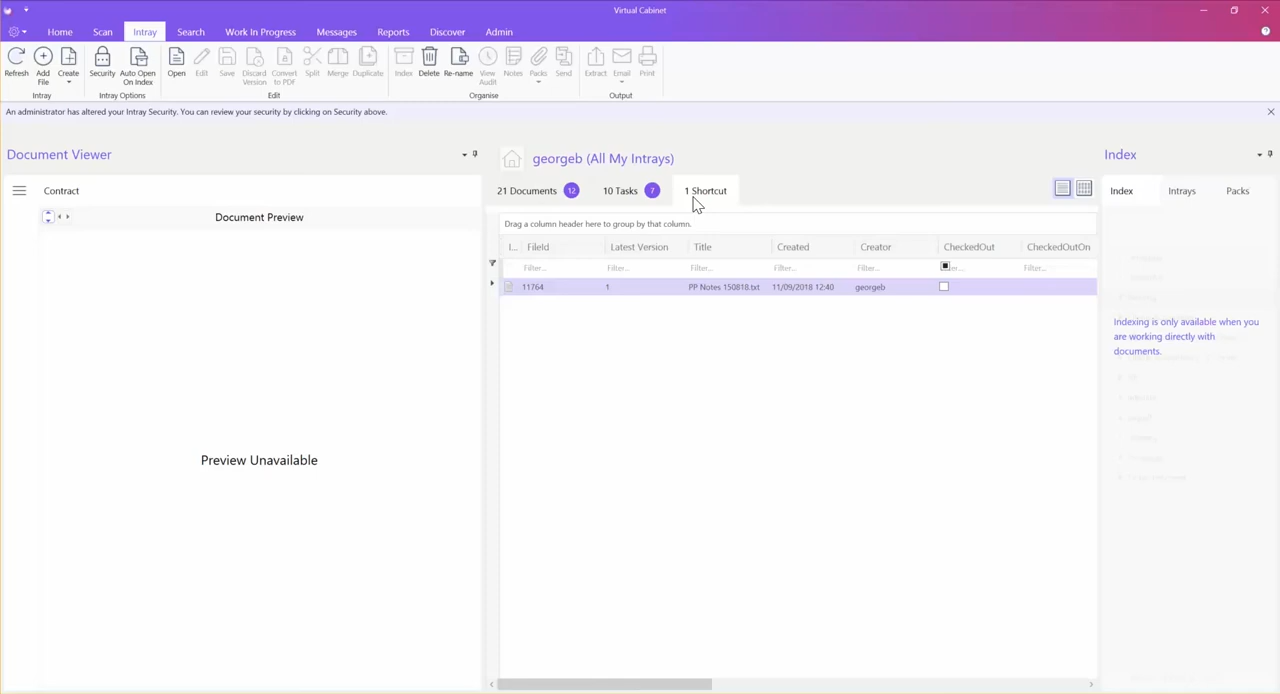 Virtual Cabinet
Home Scan Intray Search Work In Progress Messages Reports Connect Discover Admin
Refresh Add File Create Security Auto Open On Index Open Edit Save Discard Version Convert to PDF Split Merge Duplicate Index Delete Re-name View Audit Notes Packs Send Extract Email Print
Intray Intray Options Edit Organise Output
An administrator has altered your Intray Security. You can review your security by clicking on Security above.
Document Viewer
georgeb (All My Intrays)
Index
Contract
21 Documents 12 10 Tasks 7 1 Shortcut
Index Intrays Packs
Document Preview
Drag a column header here to group by that column.
I... FileId Latest Version Title Created Creator CheckedOut CheckedOutOn
Filter... Filter... Filter... Filter... Filter... Filter...
11764 1 PP Notes 150818.txt 11/09/2018 12:40 georgeb
Indexing is only available when you
are working directly with
documents.
Preview Unavailable